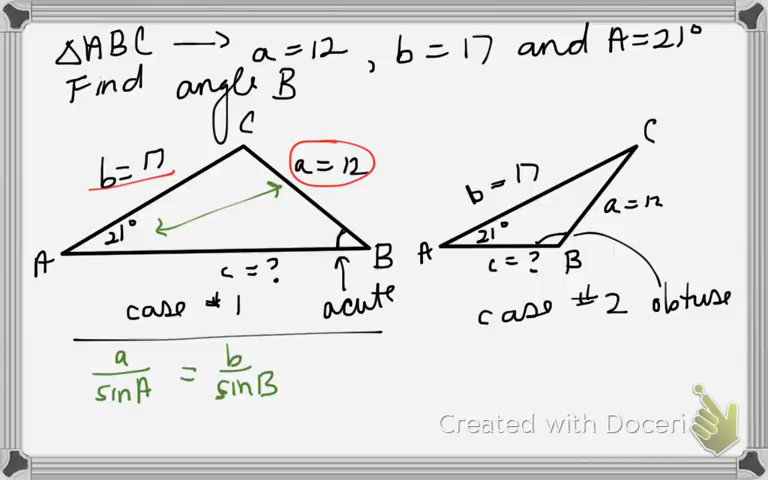 △ABC → a = 12, b = 17 and A = 21°
Find angle B
C
b = 17
a = 12
21°
A
B
c = ?
case #1
acute
C
b = 17
a = 12
21°
A
B
c = ?
case #2
obtuse
a/sinA = b/sinB
Created with Doceri